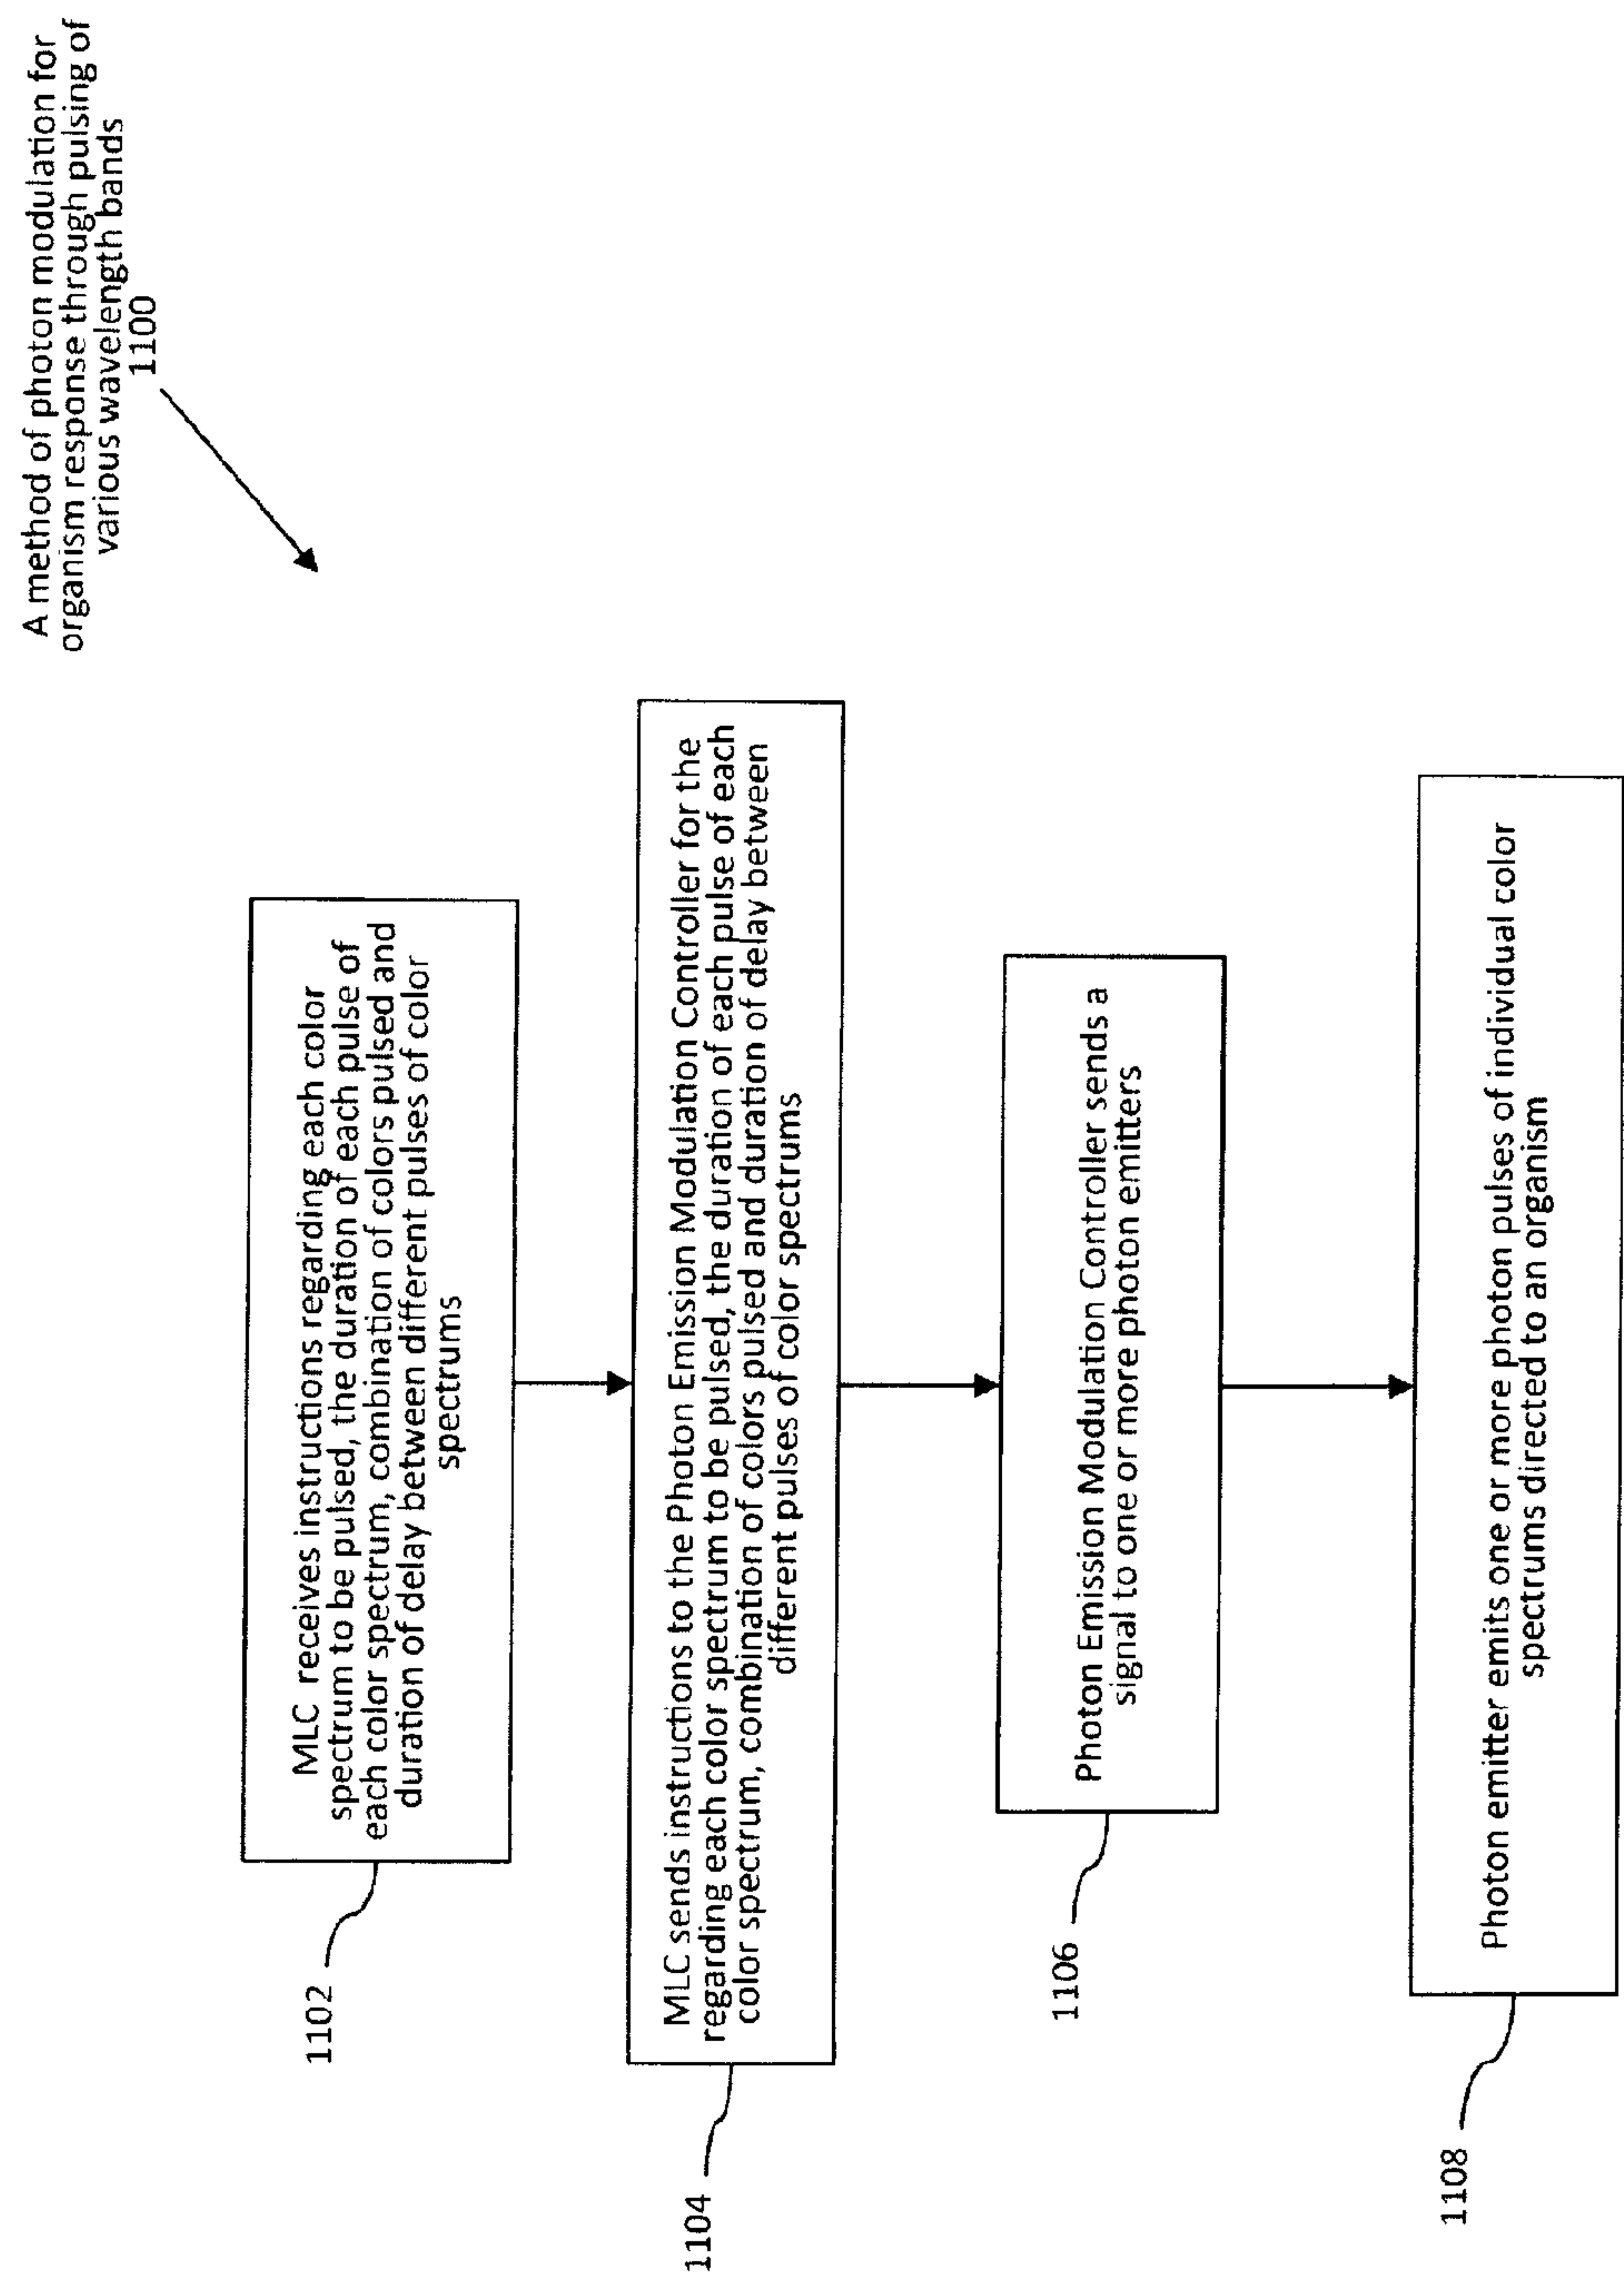 A method of photon modulation for
organism response through pulsing of
various wavelength bands
1100
MLC receives instructions regarding each color
spectrum to be pulsed, the duration of each pulse of
each color spectrum, combination of colors pulsed and
duration of delay between different pulses of color
spectrums
1102
MLC sends instructions to the Photon Emission Modulation Controller for the
regarding each color spectrum to be pulsed, the duration of each pulse of each
color spectrum, combination of colors pulsed and duration of delay between
different pulses of color spectrums
1104
Photon Emission Modulation Controller sends a
signal to one or more photon emitters
1106
Photon emitter emits one or more photon pulses of individual color
spectrums directed to an organism
1108